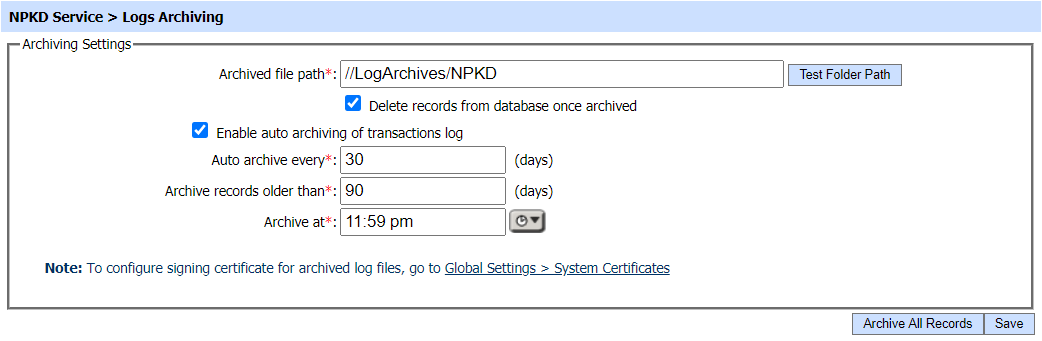 NPKD Service > Logs Archiving
Archiving Settings
Archived file path*: //LogArchives/NPKD Test Folder Path
Delete records from database once archived
Enable auto archiving of transactions log
Auto archive every*: 30 (days)
Archive records older than*: 90 (days)
Archive at*: 11:59 pm
Note: To configure signing certificate for archived log files, go to Global Settings > System Certificates
Archive All Records Save